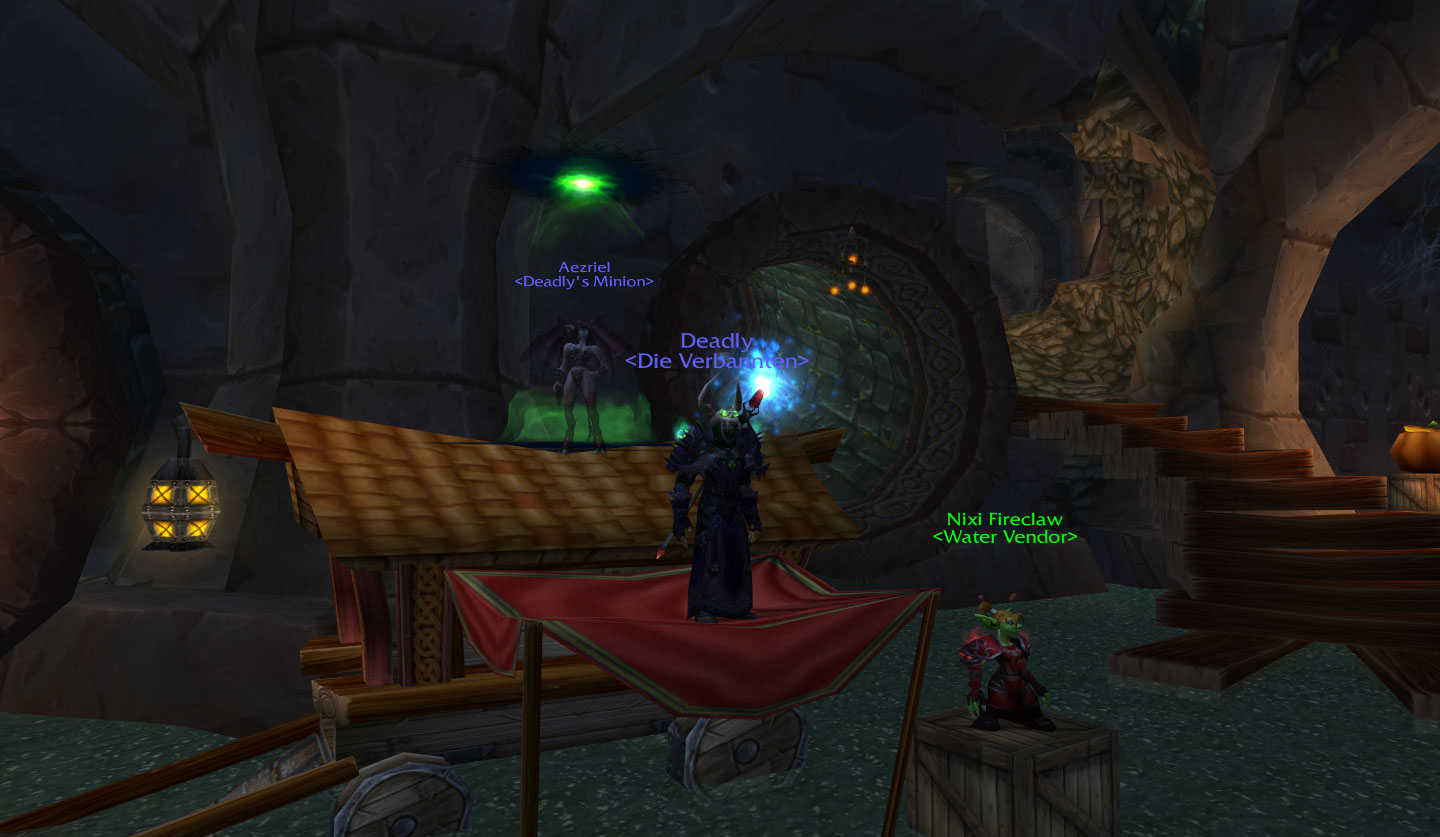 Aezriel
<Deadly's Minion>
Deadly
<Die Verbannten>
Nixi Fireclaw
<Water Vendor>